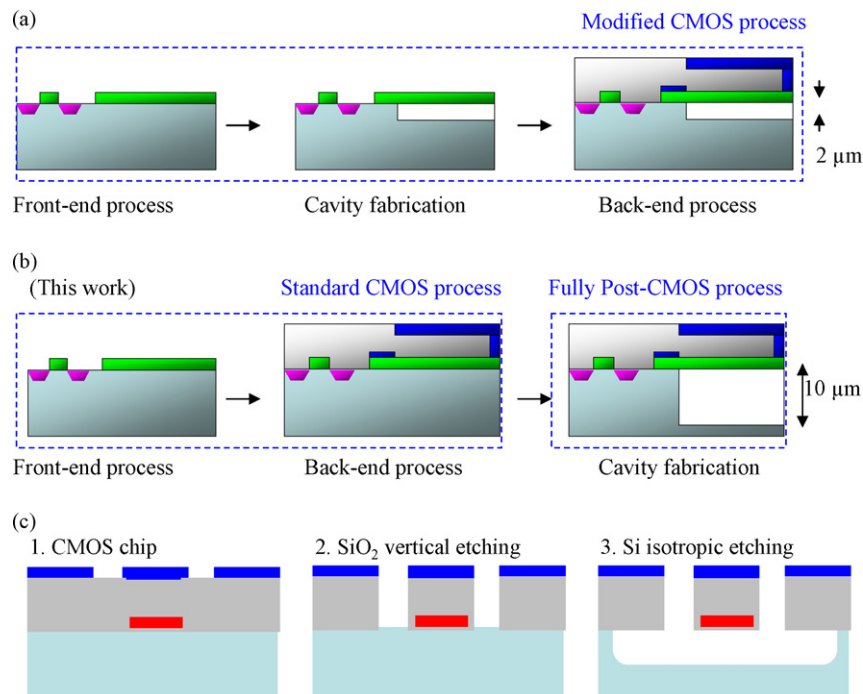 (a)
Modified CMOS process
2 µm
Front-end process
Cavity fabrication
Back-end process
(b)
(This work)
Standard CMOS process
Fully Post-CMOS process
10 µm
Front-end process
Back-end process
Cavity fabrication
(c)
1. CMOS chip
2. SiO₂ vertical etching
3. Si isotropic etching